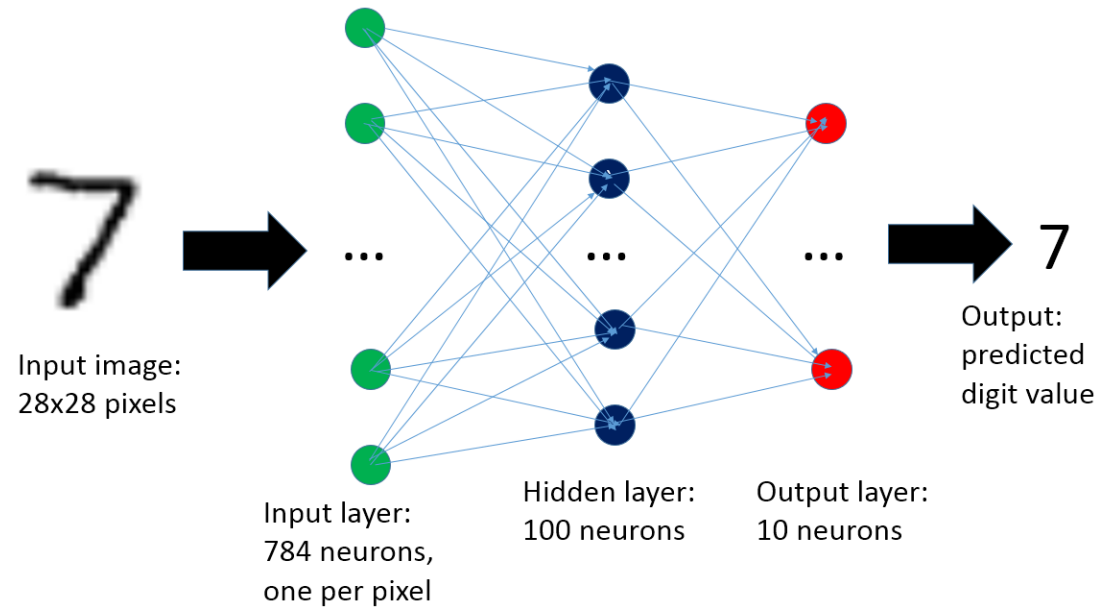 7
...
...
...
7
Input image:
28x28 pixels
Input layer:
784 neurons,
one per pixel
Hidden layer:
100 neurons
Output layer:
10 neurons
Output:
predicted
digit value